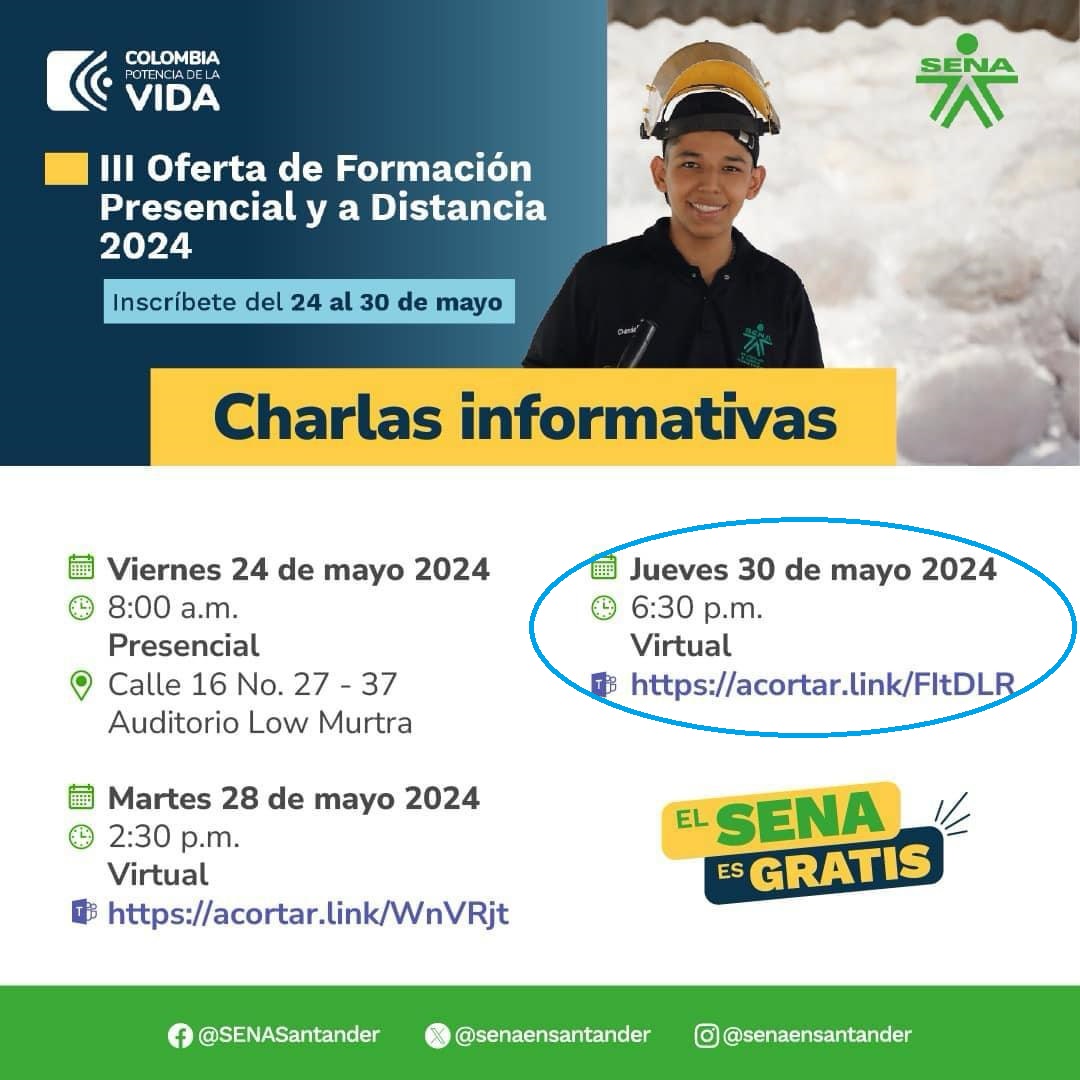 COLOMBIA
POTENCIA DE LA
VIDA
SENA
III Oferta de Formación
Presencial y a Distancia
2024
Inscríbete del 24 al 30 de mayo
SENA
Charlas informativas
Viernes 24 de mayo 2024
8:00 a.m.
Presencial
Calle 16 No. 27 - 37
Auditorio Low Murtra
Martes 28 de mayo 2024
2:30 p.m.
Virtual
https://acortar.link/WnVRjt
Jueves 30 de mayo 2024
6:30 p.m.
Virtual
https://acortar.link/FItDLR
EL SENA
ES GRATIS
@SENASantander
@senaensantander
@senaensantander